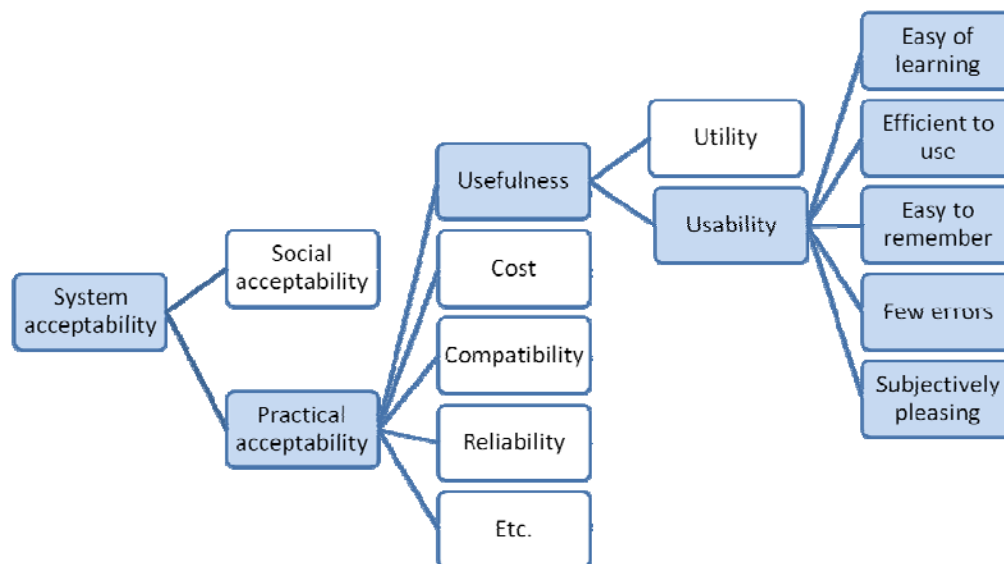 System
acceptability
Social
acceptability
Practical
acceptability
Usefulness
Cost
Compatibility
Reliability
Etc.
Utility
Usability
Easy of
learning
Efficient to
use
Easy to
remember
Few errors
Subjectively
pleasing